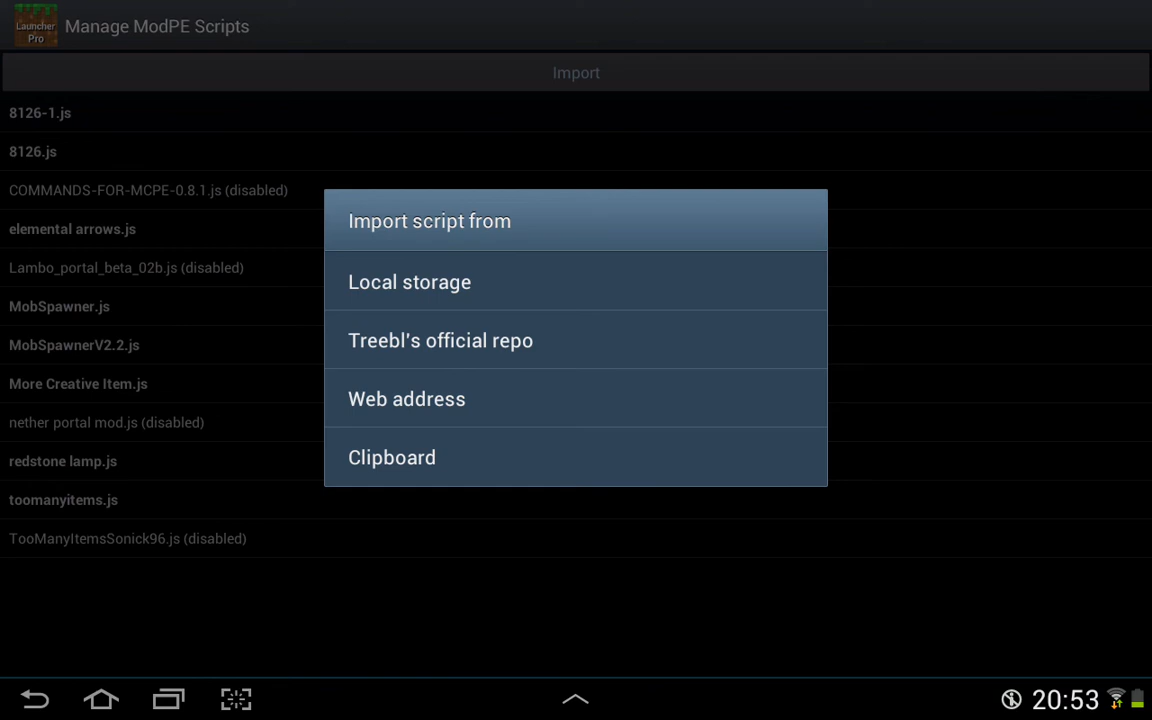 Launcher
Pro
Manage ModPE Scripts
Import
8126-1.js
8126.js
COMMANDS-FOR-MCPE-0.8.1.js (disabled)
elemental arrows.js
Lambo_portal_beta_02b.js (disabled)
MobSpawner.js
MobSpawnerV2.2.js
More Creative Item.js
nether portal mod.js (disabled)
redstone lamp.js
toomanyitems.js
TooManyItemsSonick96.js (disabled)
Import script from
Local storage
Treebl's official repo
Web address
Clipboard
20:53